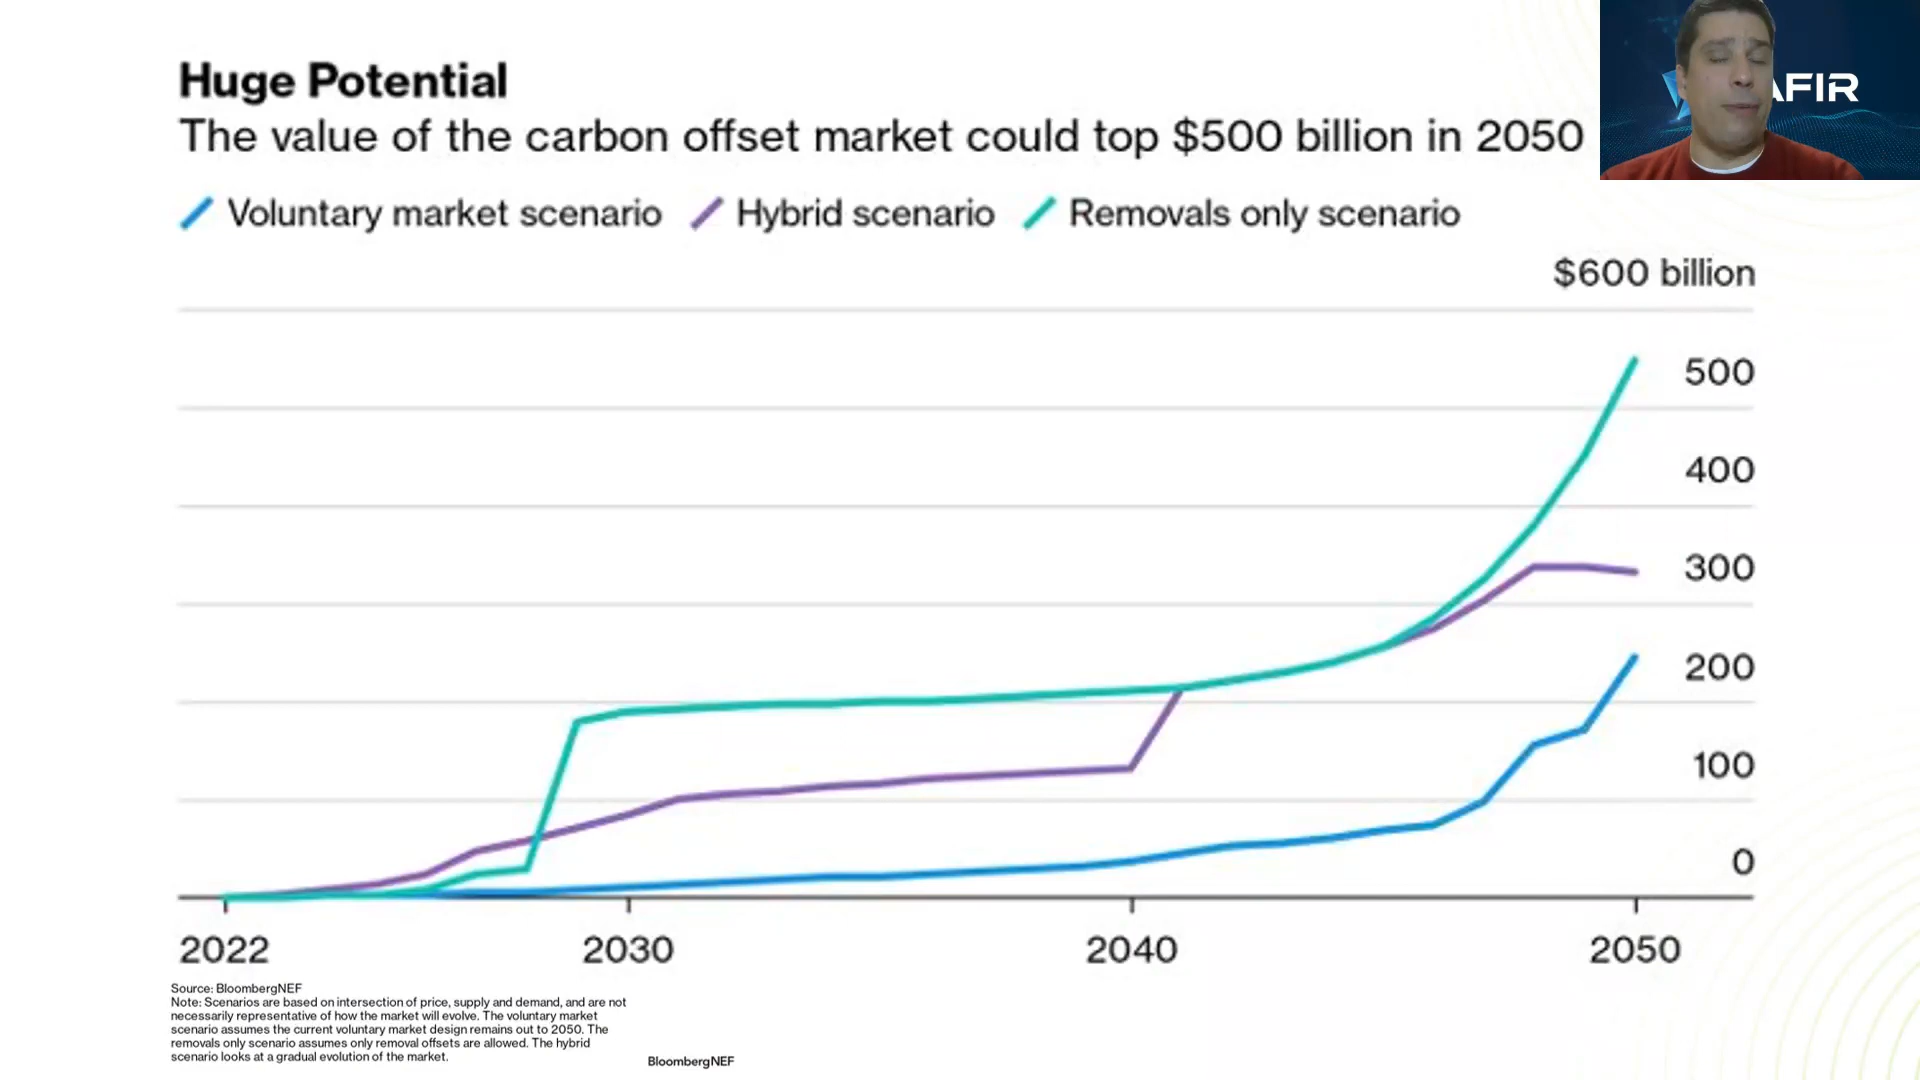 Huge Potential
The value of the carbon offset market could top $500 billion in 2050
Voluntary market scenario Hybrid scenario Removals only scenario
AFIR
$600 billion
500
400
300
200
100
0
2022 2030 2040 2050
Source: BloombergNEF
Note: Scenarios are based on intersection of price, supply and demand, and are not
necessarily representative of how the market will evolve. The voluntary market
scenario assumes the current voluntary market design remains out to 2050. The
removals only scenario assumes only removal offsets are allowed. The hybrid
scenario looks at a gradual evolution of the market.
BloombergNEF